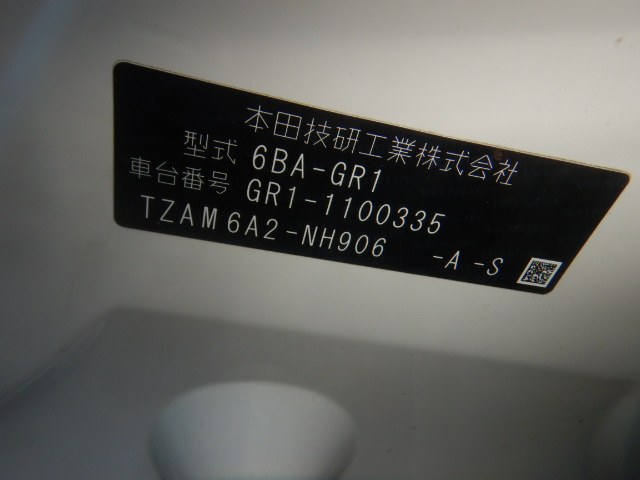 本田技研工業株式会社
型式 6BA-GR1
車台番号 GR1-1100335
TZAM6A2-NH906 -A -S